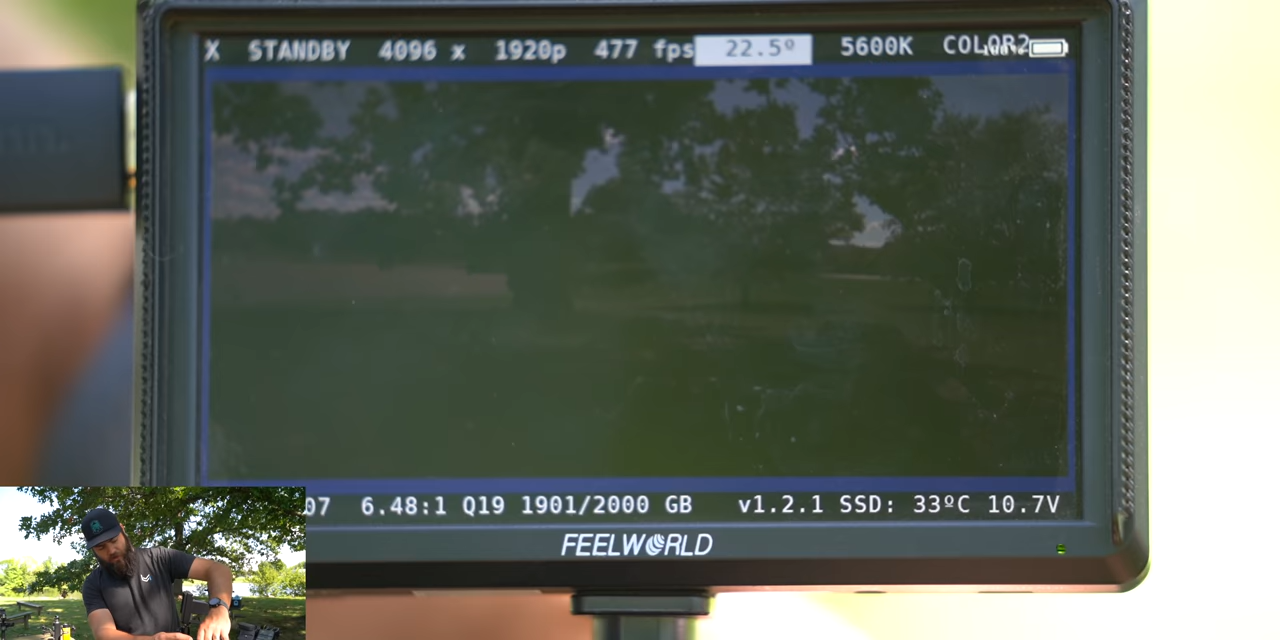 X STANDBY 4096 x 1920p 477 fps 22.5º 5600K COLOR2 100%
07 6.48:1 Q19 1901/2000 GB v1.2.1 SSD: 33ºC 10.7V
FEELWORLD